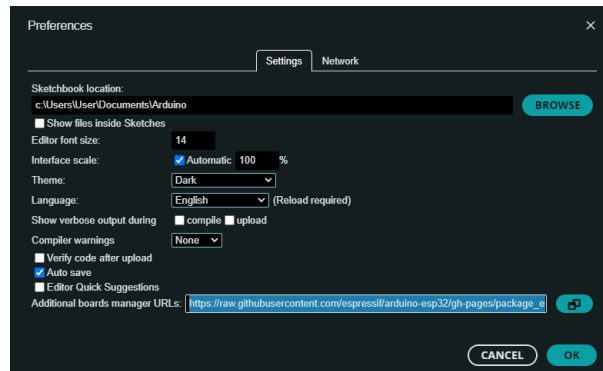 Preferences ×
Settings Network
Sketchbook location:
c:\Users\User\Documents\Arduino BROWSE
Show files inside Sketches
Editor font size: 14
Interface scale: Automatic 100 %
Theme: Dark
Language: English (Reload required)
Show verbose output during compile upload
Compiler warnings None
Verify code after upload
Auto save
Editor Quick Suggestions
Additional boards manager URLs: https://raw.githubusercontent.com/espressif/arduino-esp32/gh-pages/package_e
CANCEL OK